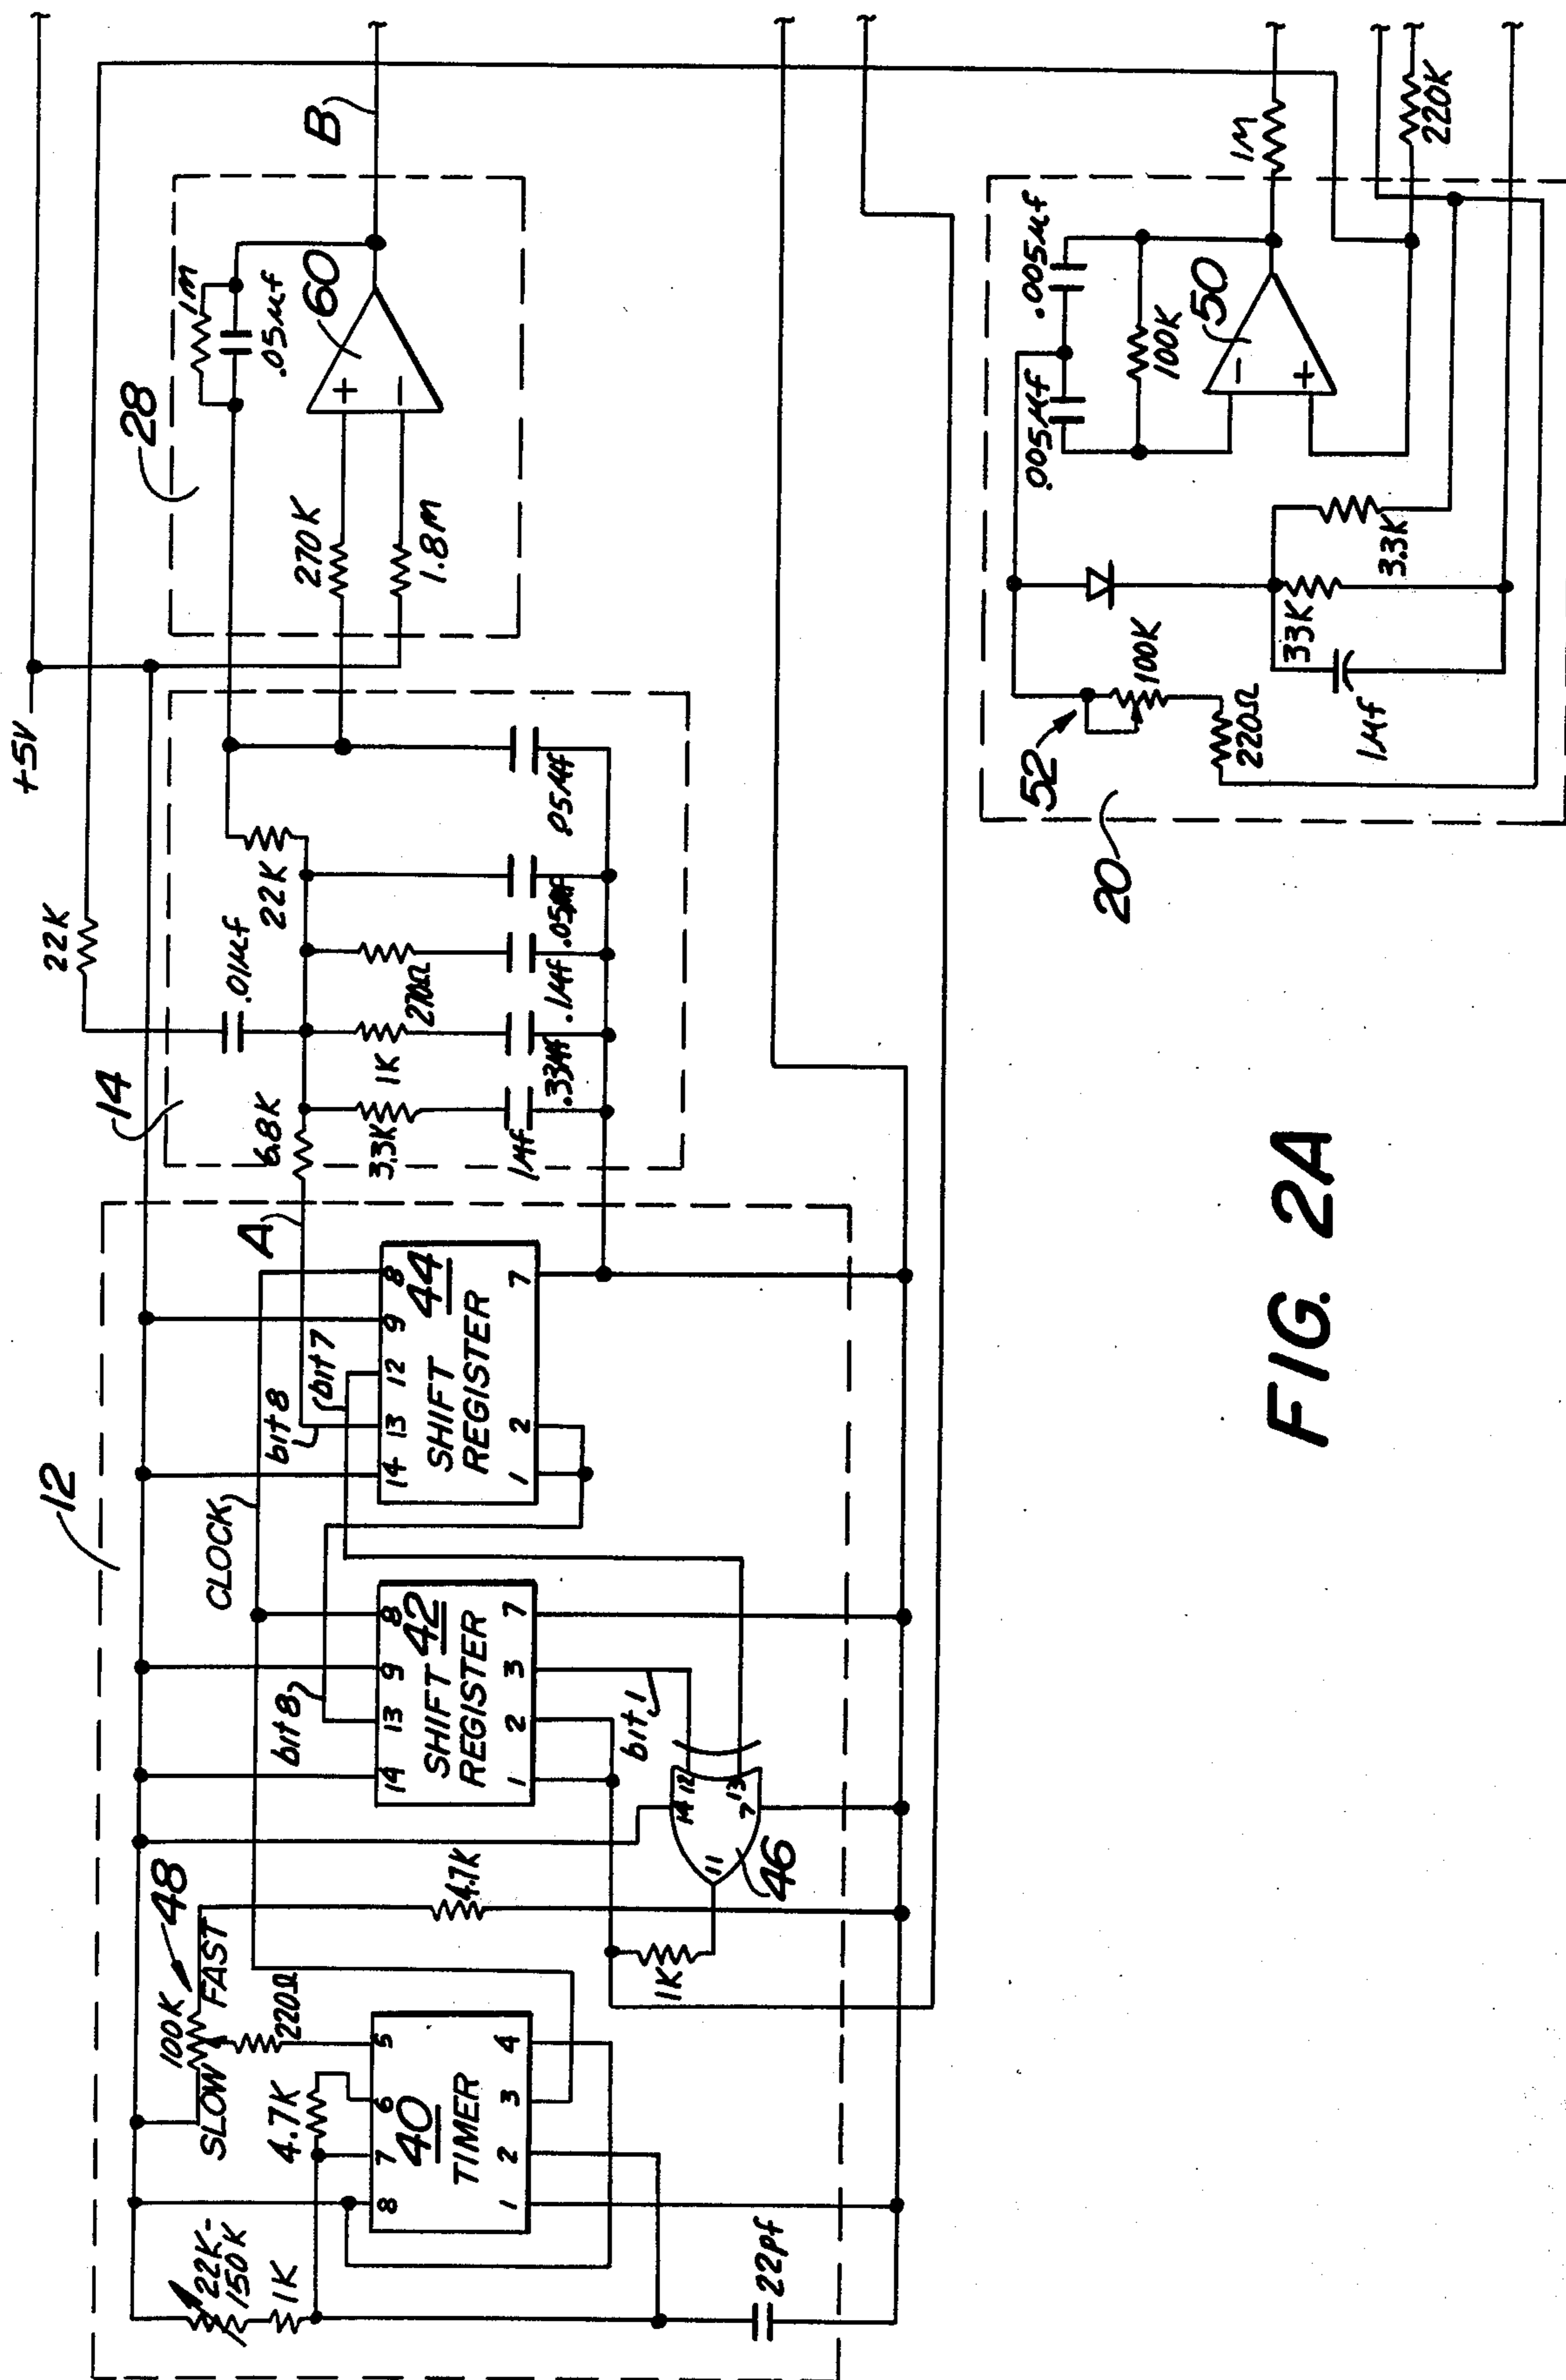 +5V
12
14
28
22K
48
100K
SLOW
FAST
22K-
150K
1K
4.7K
220Ω
8
7
6
5
40
TIMER
1
2
3
4
22pf
CLOCK
bit 8
14
13
9
8
SHIFT 42
REGISTER
1
2
3
7
bit 1
4.7K
1K
14
12
13
7
11
46
bit 8
bit 7
A
14
13
12
9
8
44
SHIFT
REGISTER
1
2
7
6.8K
.01µf
22K
3.3K
1K
270Ω
1µf
.33µf
.1µf
.05µf
.05µf
270K
1.8M
1M
.05µf
+
−
60
B
20
52
100K
220Ω
33K
3.3K
1µf
.005µf
.005µf
100K
−
+
50
1M
220K
FIG. 2A